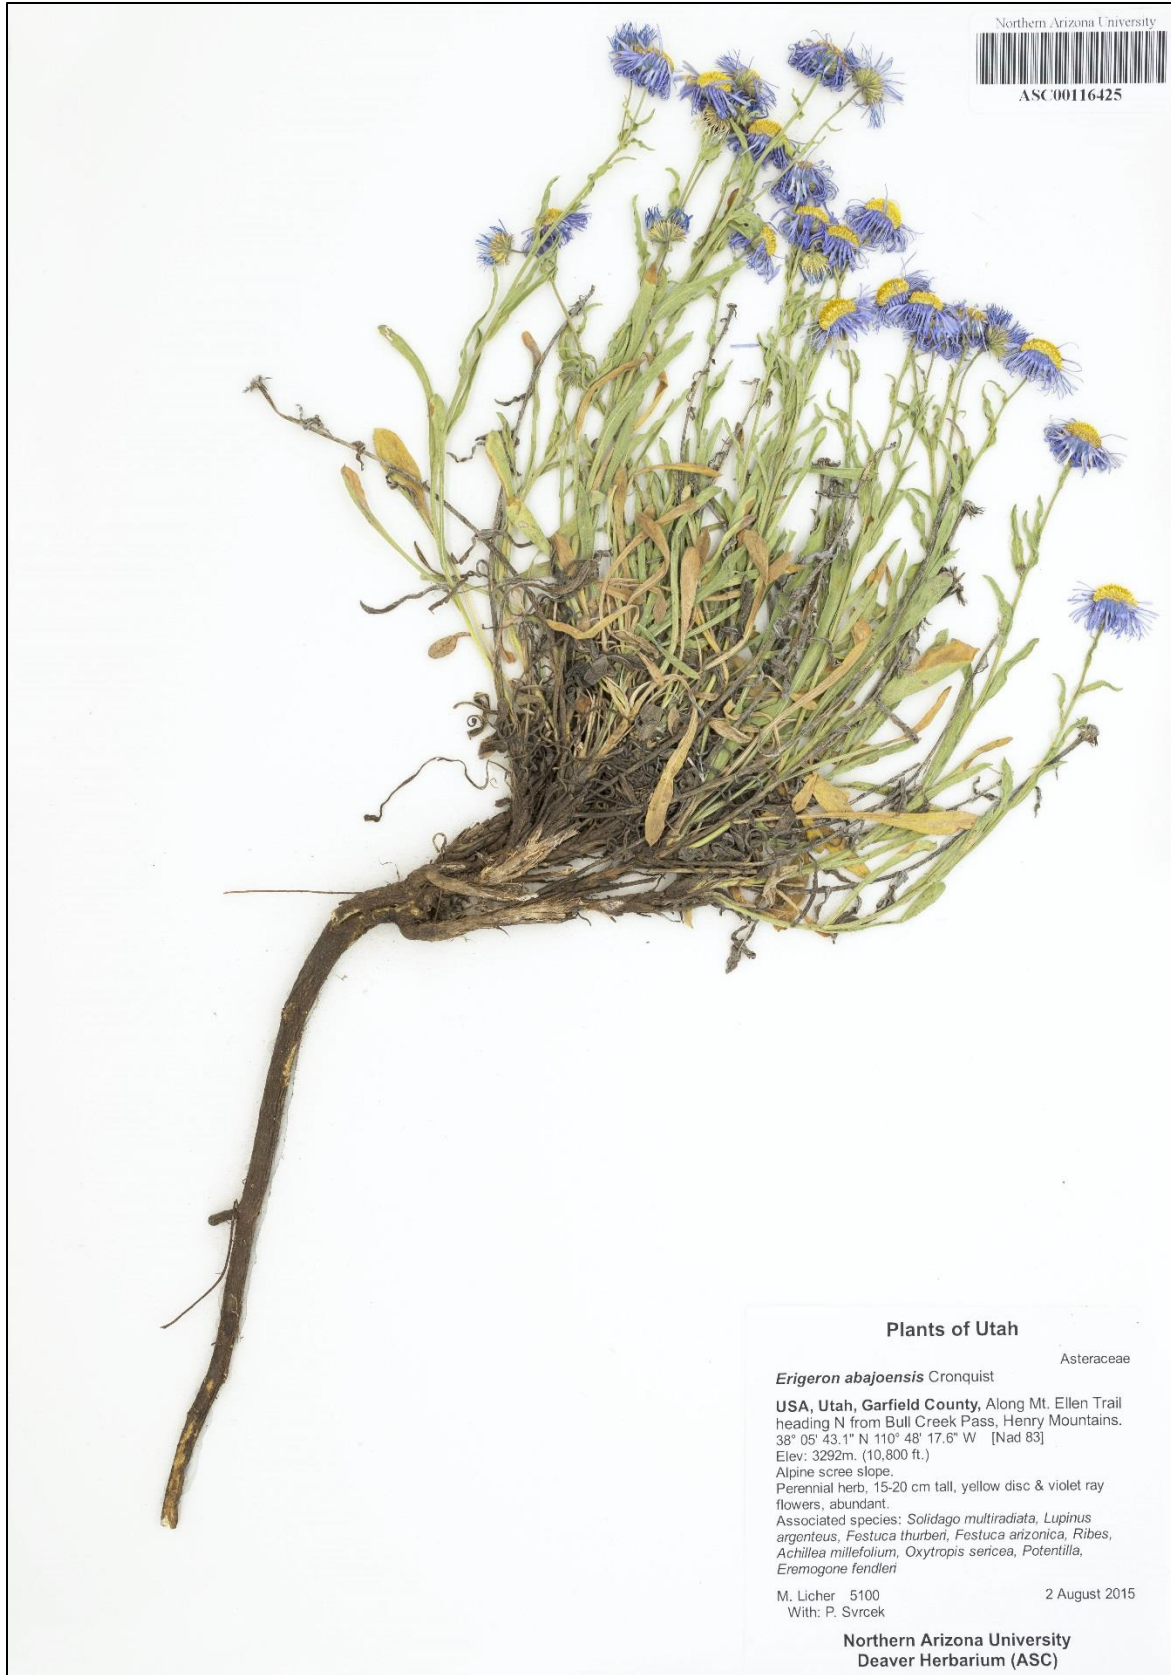 Northern Arizona University
ASC00116425
Plants of Utah
Asteraceae
Erigeron abajoensis Cronquist
USA, Utah, Garfield County, Along Mt. Ellen Trail
heading N from Bull Creek Pass, Henry Mountains.
38° 05' 43.1" N 110° 48' 17.6" W [Nad 83]
Elev: 3292m. (10,800 ft.)
Alpine scree slope.
Perennial herb, 15-20 cm tall, yellow disc & violet ray
flowers, abundant.
Associated species: Solidago multiradiata, Lupinus
argenteus, Festuca thurberi, Festuca arizonica, Ribes,
Achillea millefolium, Oxytropis sericea, Potentilla,
Eremogone fendleri
M. Licher 5100 2 August 2015
With: P. Svrcek
Northern Arizona University
Deaver Herbarium (ASC)